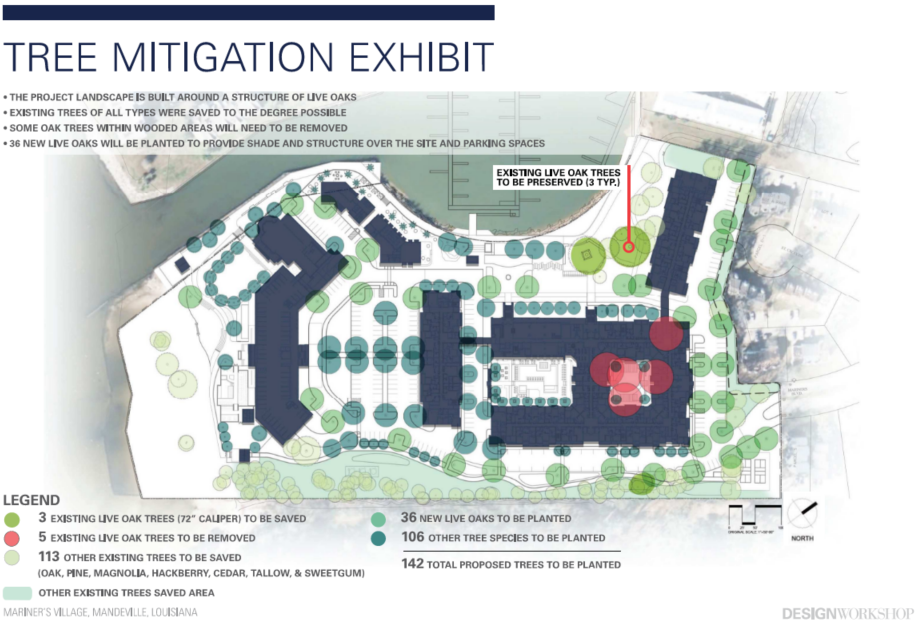 TREE MITIGATION EXHIBIT
• THE PROJECT LANDSCAPE IS BUILT AROUND A STRUCTURE OF LIVE OAKS
• EXISTING TREES OF ALL TYPES WERE SAVED TO THE DEGREE POSSIBLE
• SOME OAK TREES WITHIN WOODED AREAS WILL NEED TO BE REMOVED
• 36 NEW LIVE OAKS WILL BE PLANTED TO PROVIDE SHADE AND STRUCTURE OVER THE SITE AND PARKING SPACES
EXISTING LIVE OAK TREES
TO BE PRESERVED (3 TYP.)
LEGEND
3 EXISTING LIVE OAK TREES (72" CALIPER) TO BE SAVED
5 EXISTING LIVE OAK TREES TO BE REMOVED
113 OTHER EXISTING TREES TO BE SAVED
(OAK, PINE, MAGNOLIA, HACKBERRY, CEDAR, TALLOW, & SWEETGUM)
OTHER EXISTING TREES SAVED AREA
36 NEW LIVE OAKS TO BE PLANTED
106 OTHER TREE SPECIES TO BE PLANTED
142 TOTAL PROPOSED TREES TO BE PLANTED
NORTH
MARINER'S VILLAGE, MANDEVILLE, LOUISIANA
DESIGNWORKSHOP